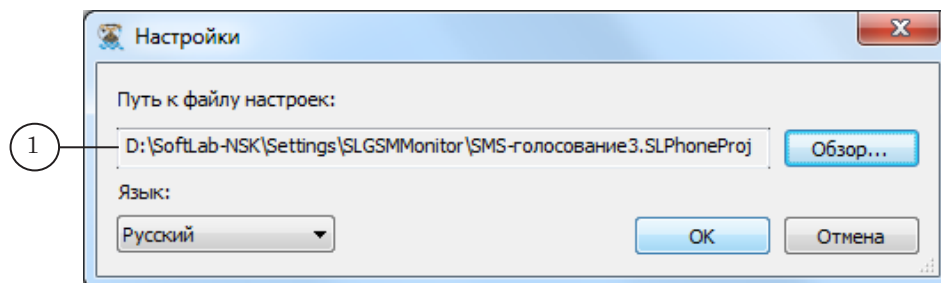 Настройки
Путь к файлу настроек:
1
D:\SoftLab-NSK\Settings\SLGSMMonitor\SMS-голосование3.SLPhoneProj
Обзор...
Язык:
Русский
OK
Отмена